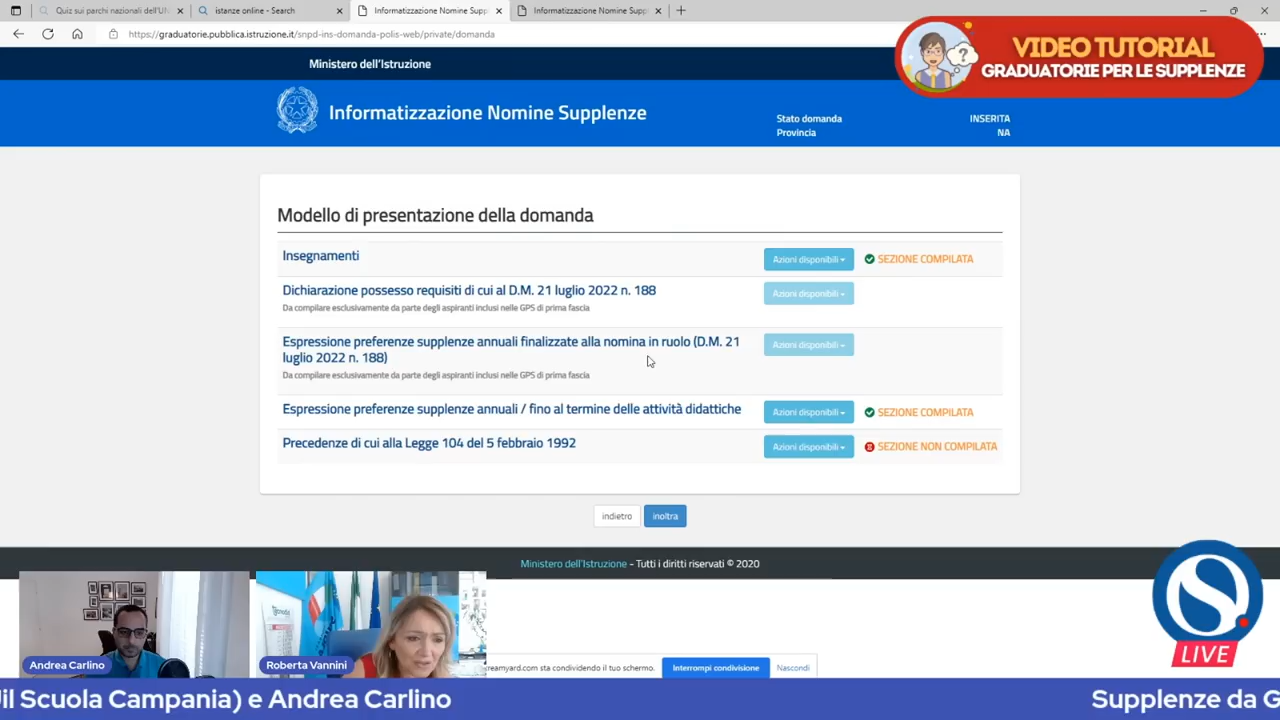 Quiz sui parchi nazionali dell'U
istanze online - Search
Informatizzazione Nomine Suppl
Informatizzazione Nomine Suppl
https://graduatorie.pubblica.istruzione.it/snpd-ins-domanda-polis-web/private/domanda
VIDEO TUTORIAL
GRADUATORIE PER LE SUPPLENZE
Ministero dell'Istruzione
Informatizzazione Nomine Supplenze
Stato domanda INSERITA
Provincia NA
Modello di presentazione della domanda
Insegnamenti Azioni disponibili SEZIONE COMPILATA
Dichiarazione possesso requisiti di cui al D.M. 21 luglio 2022 n. 188 Azioni disponibili
Da compilare esclusivamente da parte degli aspiranti inclusi nelle GPS di prima fascia
Espressione preferenze supplenze annuali finalizzate alla nomina in ruolo (D.M. 21 Azioni disponibili
luglio 2022 n. 188)
Da compilare esclusivamente da parte degli aspiranti inclusi nelle GPS di prima fascia
Espressione preferenze supplenze annuali / fino al termine delle attività didattiche Azioni disponibili SEZIONE COMPILATA
Precedenze di cui alla Legge 104 del 5 febbraio 1992 Azioni disponibili SEZIONE NON COMPILATA
indietro inoltra
Ministero dell'Istruzione - Tutti i diritti riservati © 2020
Andrea Carlino
Roberta Vannini
reamyard.com sta condividendo il tuo schermo. Interrompi condivisione Nascondi
S
LIVE
il Scuola Campania) e Andrea Carlino
Supplenze da G